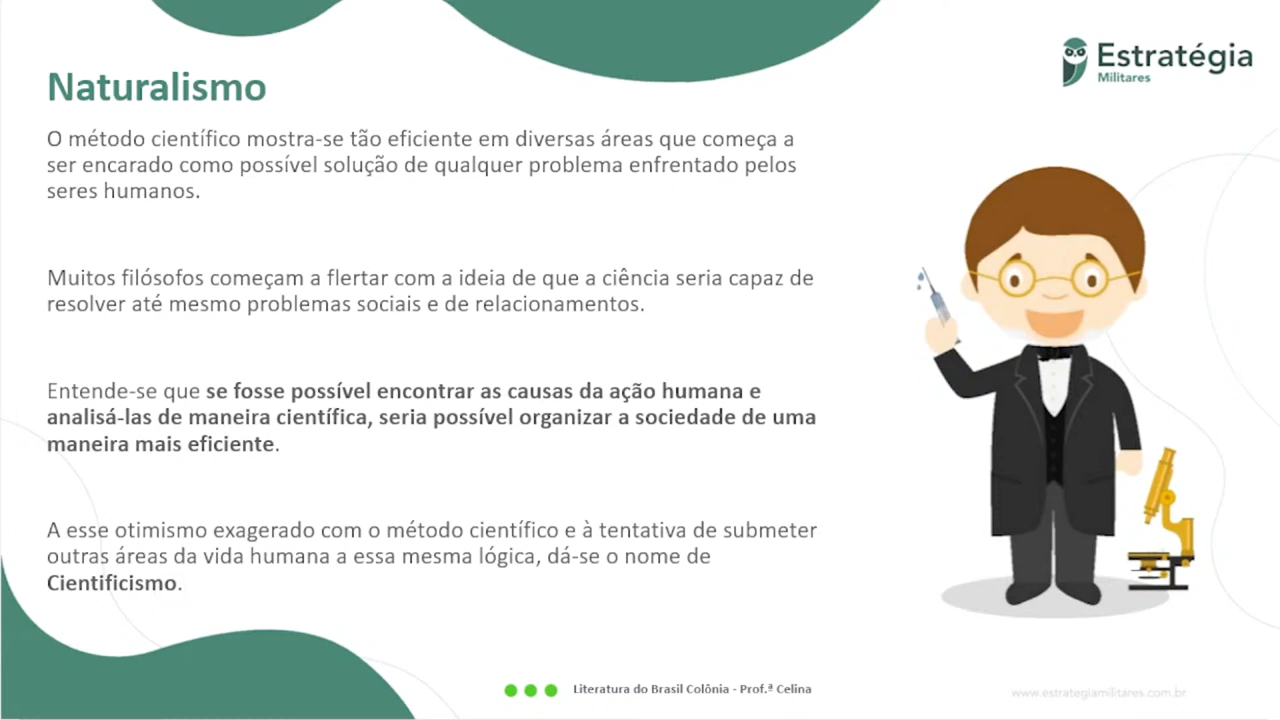 Estratégia
Militares
Naturalismo
O método científico mostra-se tão eficiente em diversas áreas que começa a
ser encarado como possível solução de qualquer problema enfrentado pelos
seres humanos.
Muitos filósofos começam a flertar com a ideia de que a ciência seria capaz de
resolver até mesmo problemas sociais e de relacionamentos.
Entende-se que se fosse possível encontrar as causas da ação humana e
analisá-las de maneira científica, seria possível organizar a sociedade de uma
maneira mais eficiente.
A esse otimismo exagerado com o método científico e à tentativa de submeter
outras áreas da vida humana a essa mesma lógica, dá-se o nome de
Cientificismo.
Literatura do Brasil Colônia - Prof.ª Celina
www.estrategiamilitares.com.br